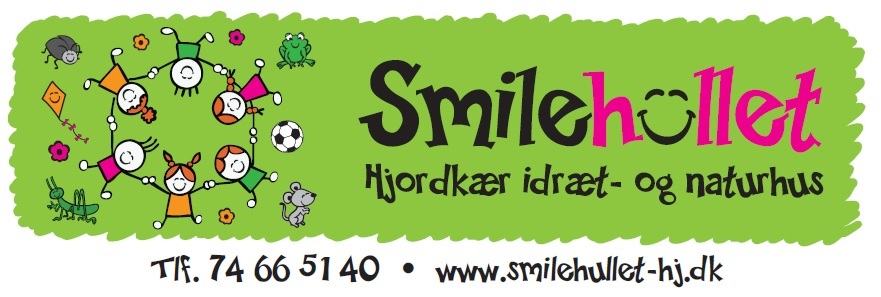 Smilehullet
Hjordkær idræt- og naturhus
Tlf. 74 66 51 40 • www.smilehullet-hj.dk